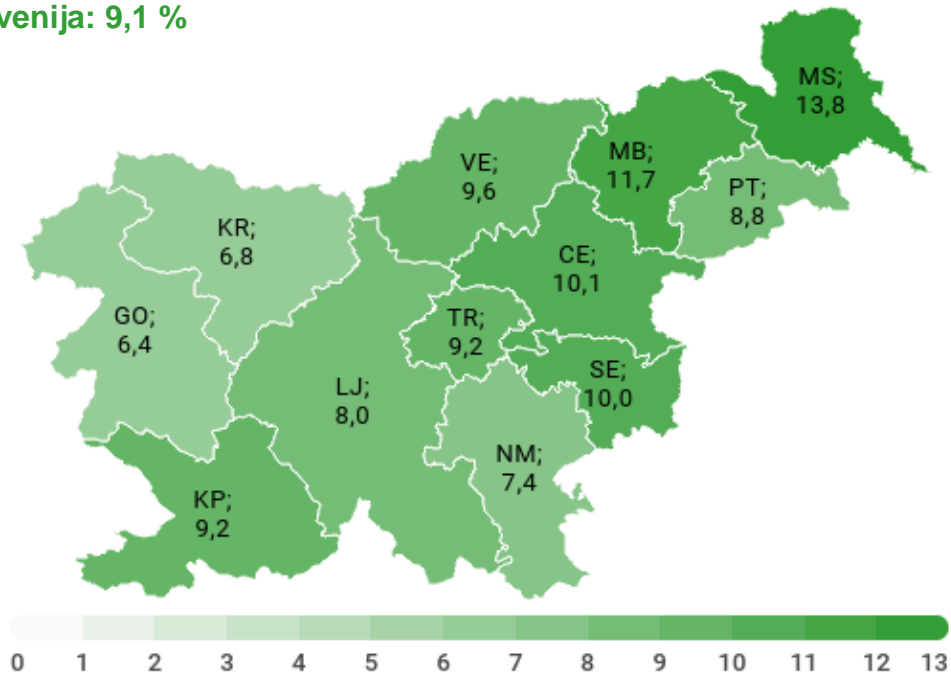 venija: 9,1 %
MS;
13,8
MB;
11,7
VE;
9,6
PT;
8,8
KR;
6,8
CE;
10,1
GO;
6,4
TR;
9,2
SE;
10,0
LJ;
8,0
NM;
7,4
KP;
9,2
0 1 2 3 4 5 6 7 8 9 10 11 12 13